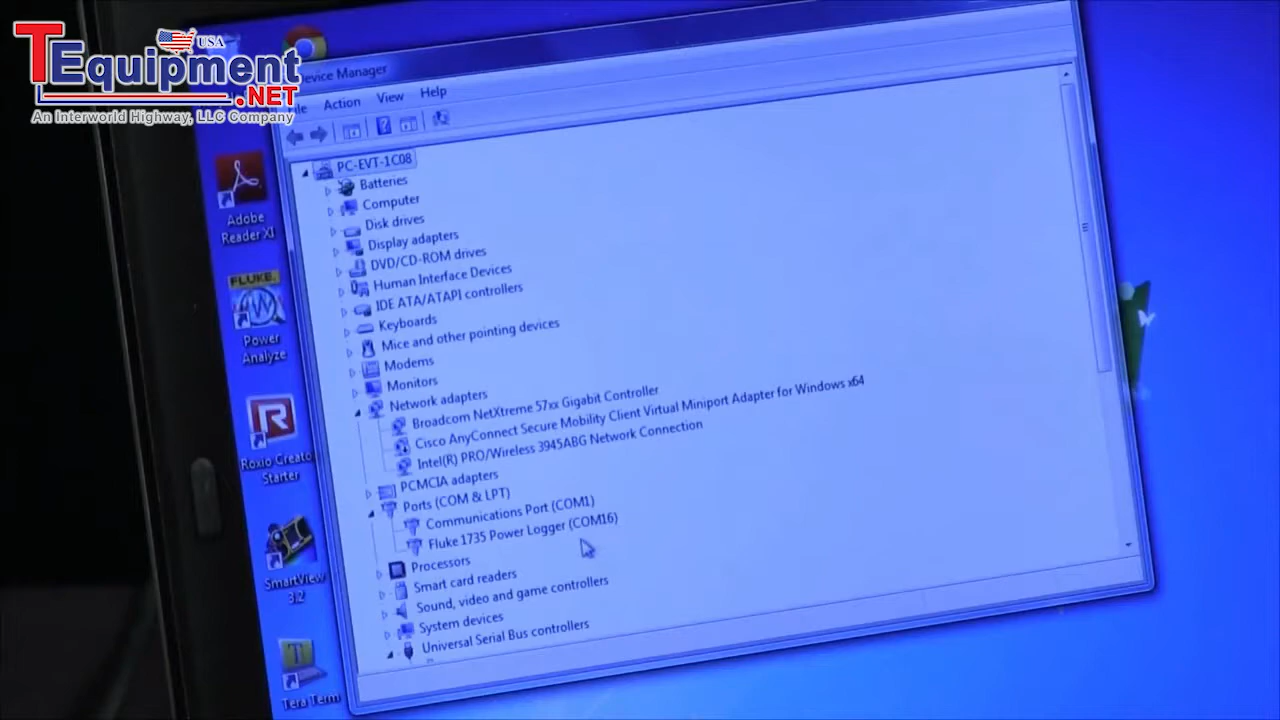 TEquipment
USA
.NET
An Interworld Highway, LLC Company
Device Manager
File Action View Help
PC-EVT-1C08
Batteries
Computer
Disk drives
Display adapters
DVD/CD-ROM drives
Human Interface Devices
IDE ATA/ATAPI controllers
Keyboards
Mice and other pointing devices
Modems
Monitors
Network adapters
Broadcom NetXtreme 57xx Gigabit Controller
Cisco AnyConnect Secure Mobility Client Virtual Miniport Adapter for Windows x64
Intel(R) PRO/Wireless 3945ABG Network Connection
PCMCIA adapters
Ports (COM & LPT)
Communications Port (COM1)
Fluke 1735 Power Logger (COM16)
Processors
Smart card readers
Sound, video and game controllers
System devices
Universal Serial Bus controllers
Adobe
Reader XI
FLUKE
Power
Analyze
Roxio Creato
Starter
SmartView
3.2
Tera Term